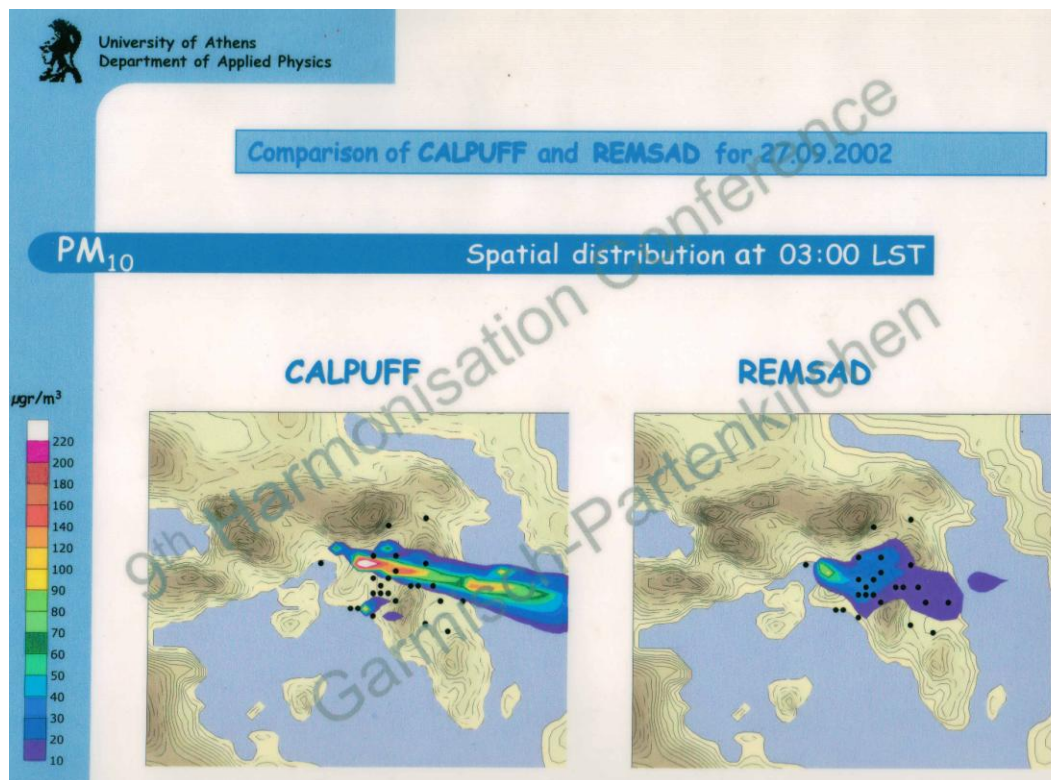 University of Athens
Department of Applied Physics
Comparison of CALPUFF and REMSAD for 27.09.2002
PM10
Spatial distribution at 03:00 LST
CALPUFF
REMSAD
μgr/m³
220
200
180
160
140
120
100
90
80
70
60
50
40
30
20
10
9th Harmonisation Conference
Garmisch-Partenkirchen